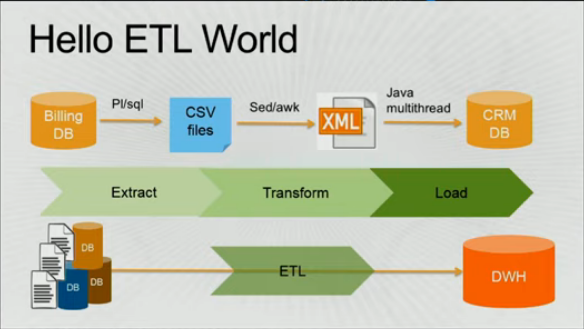 Hello ETL World
Billing
DB
Pl/sql
CSV
files
Sed/awk
XML
Java
multithread
CRM
DB
Extract
Transform
Load
DB
DB
DB
ETL
DWH